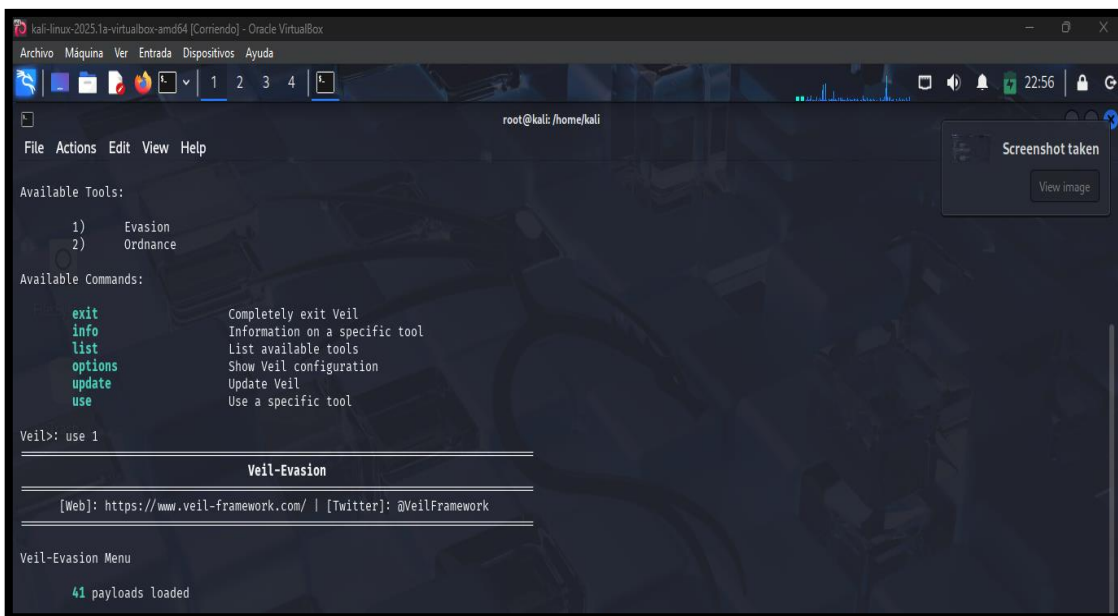 kali-linux-2025.1a-virtualbox-amd64 [Corriendo] - Oracle VirtualBox
Archivo Máquina Ver Entrada Dispositivos Ayuda
1 2 3 4 22:56
root@kali: /home/kali
File Actions Edit View Help
Screenshot taken
View image
Available Tools:
1) Evasion
2) Ordnance
Available Commands:
exit Completely exit Veil
info Information on a specific tool
list List available tools
options Show Veil configuration
update Update Veil
use Use a specific tool
Veil>: use 1
Veil-Evasion
[Web]: https://www.veil-framework.com/ | [Twitter]: @VeilFramework
Veil-Evasion Menu
41 payloads loaded